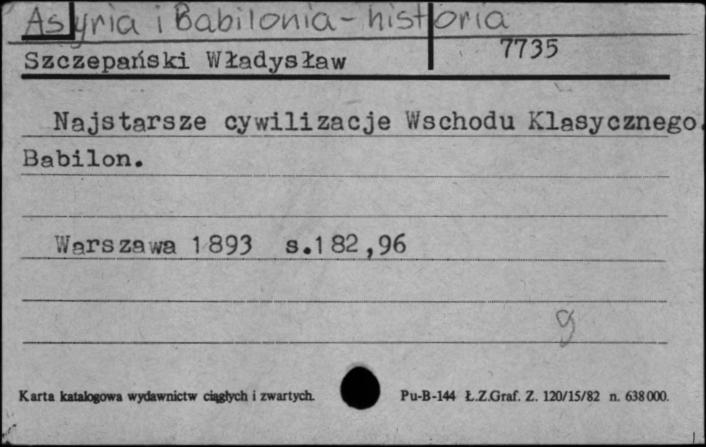 Asyria i Babilonia - historia
Szczepański Władysław 7735
Najstarsze cywilizacje Wschodu Klasycznego.
Babilon.
Warszawa 1893 s.182,96
g
Karta katalogowa wydawnictw ciągłych i zwartych. Pu-B-144 Ł.Z.Graf. Z. 120/15/82 n. 638000.